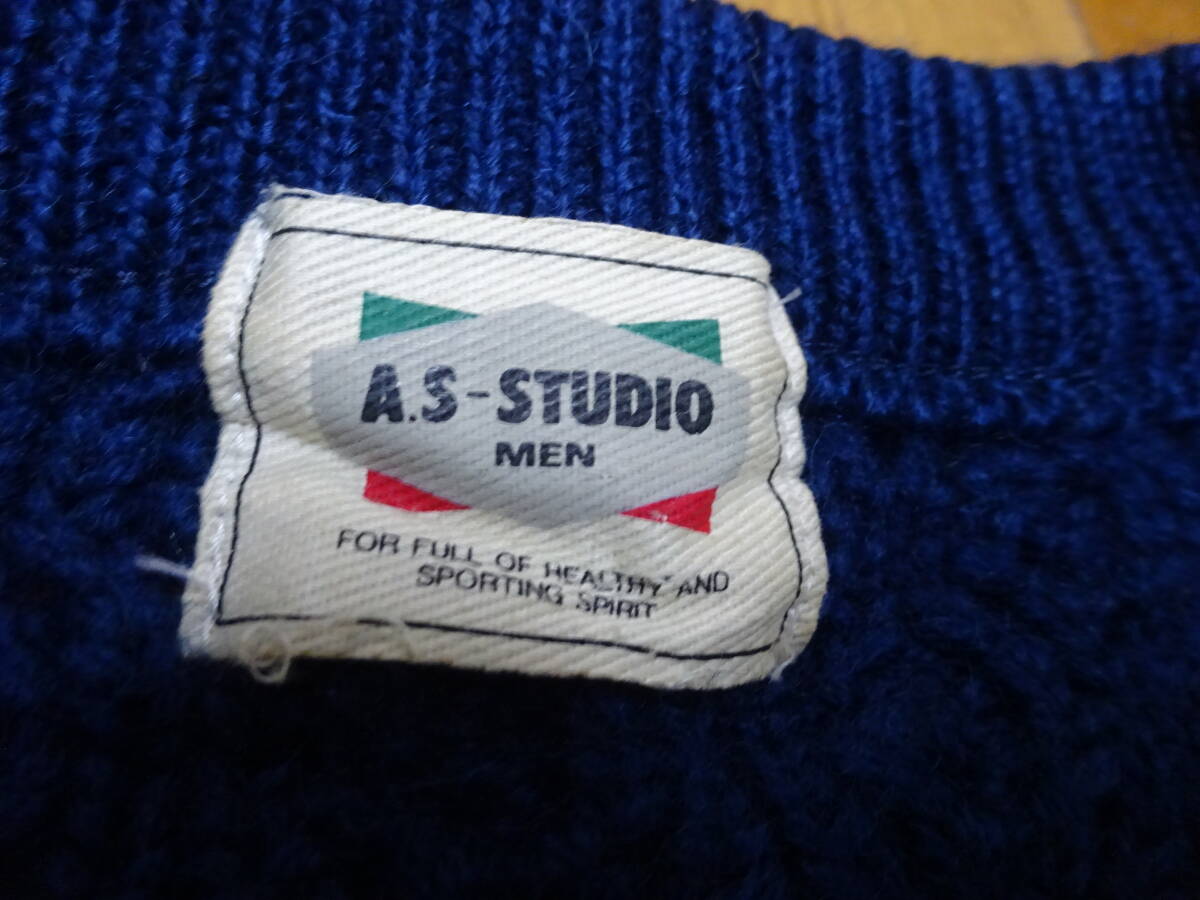 A.S-STUDIO
MEN
FOR FULL OF HEALTHY AND
SPORTING SPIRIT